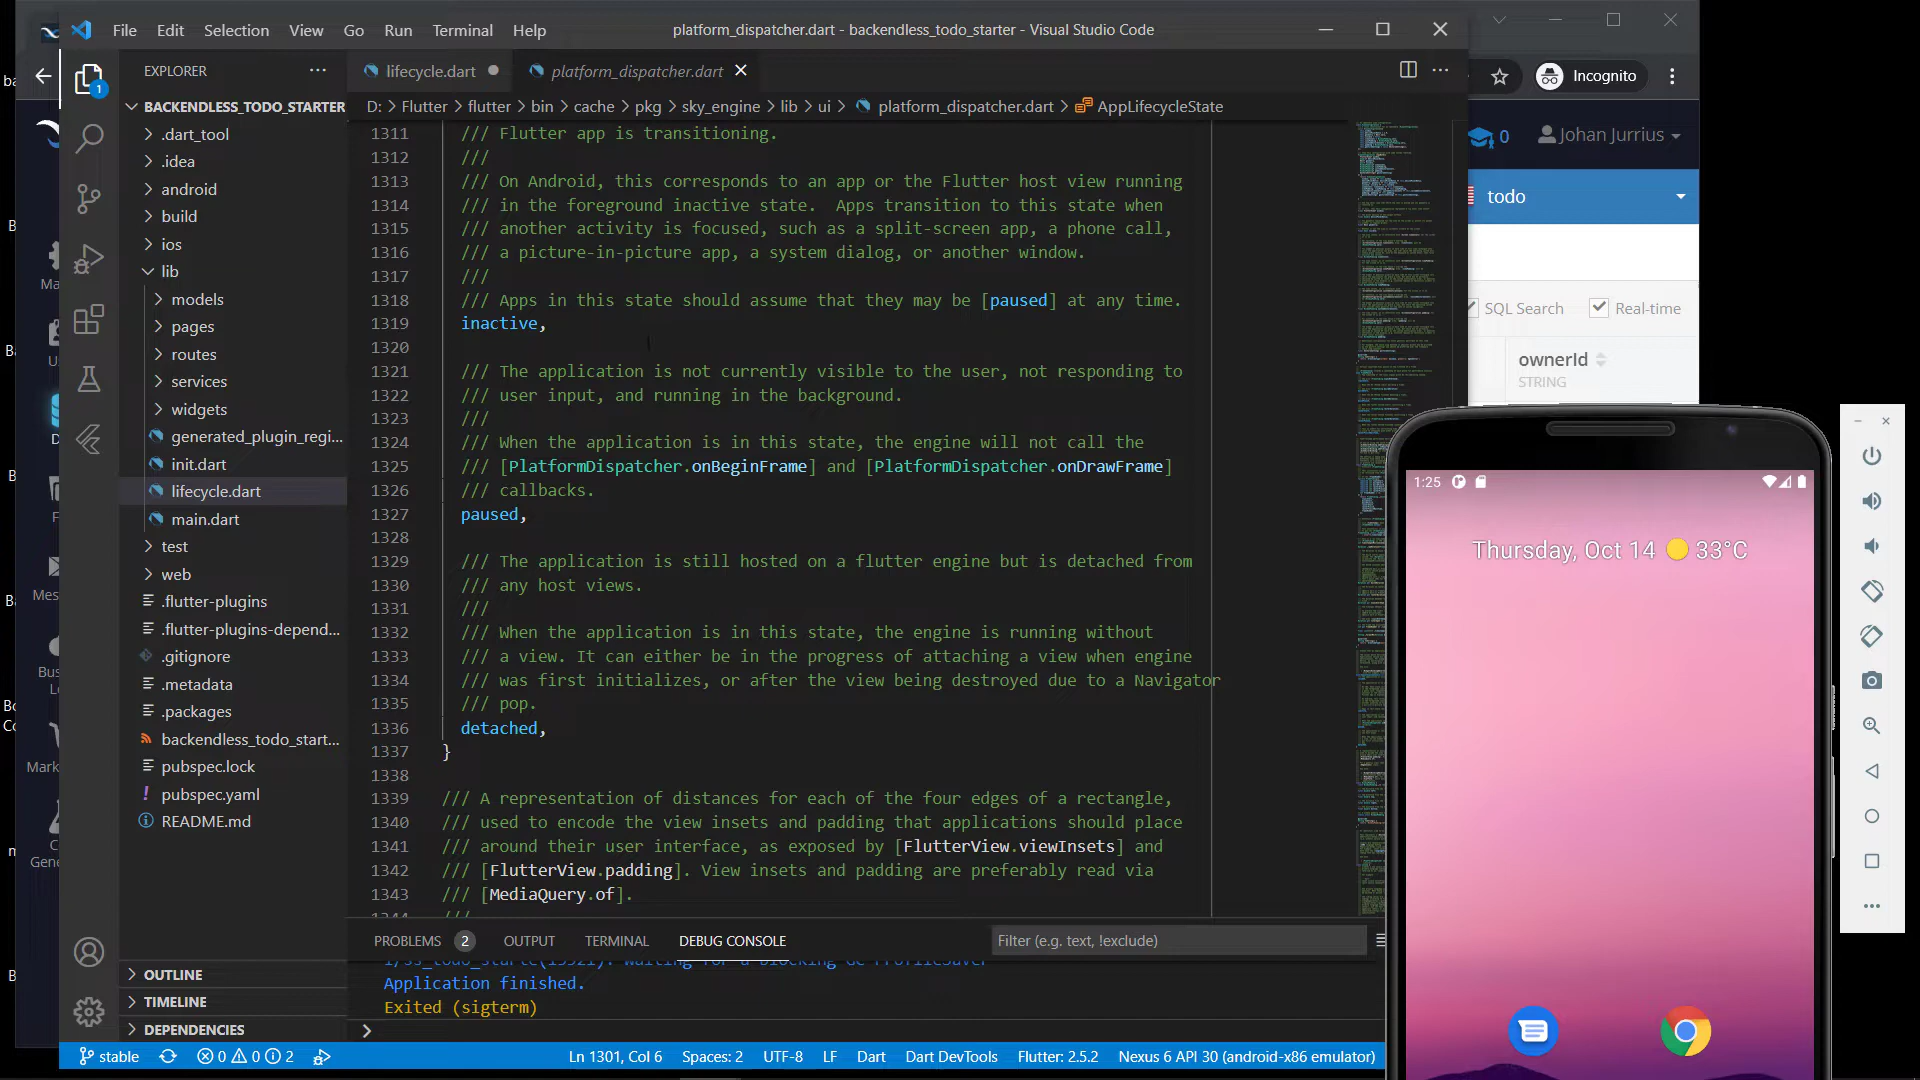 File Edit Selection View Go Run Terminal Help
platform_dispatcher.dart - backendless_todo_starter - Visual Studio Code
EXPLORER
lifecycle.dart
platform_dispatcher.dart
Incognito
BACKENDLESS_TODO_STARTER
D: > Flutter > flutter > bin > cache > pkg > sky_engine > lib > ui > platform_dispatcher.dart > AppLifecycleState
.dart_tool
.idea
android
build
ios
lib
models
pages
routes
services
widgets
generated_plugin_regi...
init.dart
lifecycle.dart
main.dart
test
web
.flutter-plugins
.flutter-plugins-depend...
.gitignore
.metadata
.packages
backendless_todo_start...
pubspec.lock
pubspec.yaml
README.md
OUTLINE
TIMELINE
DEPENDENCIES
1311 /// Flutter app is transitioning.
1312 ///
1313 /// On Android, this corresponds to an app or the Flutter host view running
1314 /// in the foreground inactive state.  Apps transition to this state when
1315 /// another activity is focused, such as a split-screen app, a phone call,
1316 /// a picture-in-picture app, a system dialog, or another window.
1317 ///
1318 /// Apps in this state should assume that they may be [paused] at any time.
1319 inactive,
1320
1321 /// The application is not currently visible to the user, not responding to
1322 /// user input, and running in the background.
1323 ///
1324 /// When the application is in this state, the engine will not call the
1325 /// [PlatformDispatcher.onBeginFrame] and [PlatformDispatcher.onDrawFrame]
1326 /// callbacks.
1327 paused,
1328
1329 /// The application is still hosted on a flutter engine but is detached from
1330 /// any host views.
1331 ///
1332 /// When the application is in this state, the engine is running without
1333 /// a view. It can either be in the progress of attaching a view when engine
1334 /// was first initializes, or after the view being destroyed due to a Navigator
1335 /// pop.
1336 detached,
1337 }
1338
1339 /// A representation of distances for each of the four edges of a rectangle,
1340 /// used to encode the view insets and padding that applications should place
1341 /// around their user interface, as exposed by [FlutterView.viewInsets] and
1342 /// [FlutterView.padding]. View insets and padding are preferably read via
1343 /// [MediaQuery.of].
PROBLEMS 2 OUTPUT TERMINAL DEBUG CONSOLE
Filter (e.g. text, !exclude)
Application finished.
Exited (sigterm)
stable 0 0 2
Ln 1301, Col 6 Spaces: 2 UTF-8 LF Dart Dart DevTools Flutter: 2.5.2 Nexus 6 API 30 (android-x86 emulator)
0 Johan Jurrius
todo
SQL Search Real-time
ownerId
STRING
1:25
Thursday, Oct 14 33°C